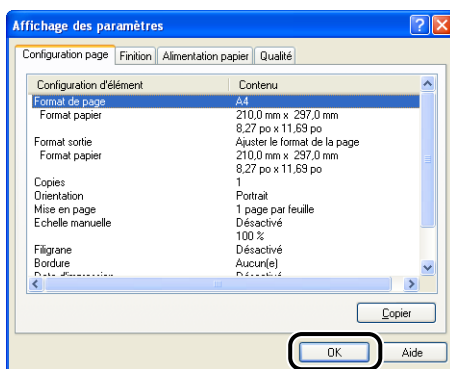 Affichage des paramètres
Configuration page Finition Alimentation papier Qualité
Configuration d'élément Contenu
Format de page A4
Format papier 210,0 mm x 297,0 mm
8,27 po x 11,69 po
Format sortie Ajuster le format de la page
Format papier 210,0 mm x 297,0 mm
8,27 po x 11,69 po
Copies 1
Orientation Portrait
Mise en page 1 page par feuille
Echelle manuelle Désactivé
100 %
Filigrane Désactivé
Bordure Aucun(e)
Date d'impression Désactivé
Copier
OK Aide